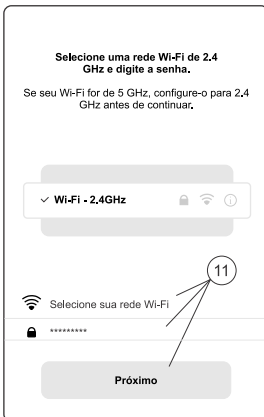 Selecione uma rede Wi-Fi de 2.4
GHz e digite a senha.
Se seu Wi-Fi for de 5 GHz, configure-o para 2.4
GHz antes de continuar.
✓ Wi-Fi - 2,4GHz
11
Selecione sua rede Wi-Fi
*********
Próximo